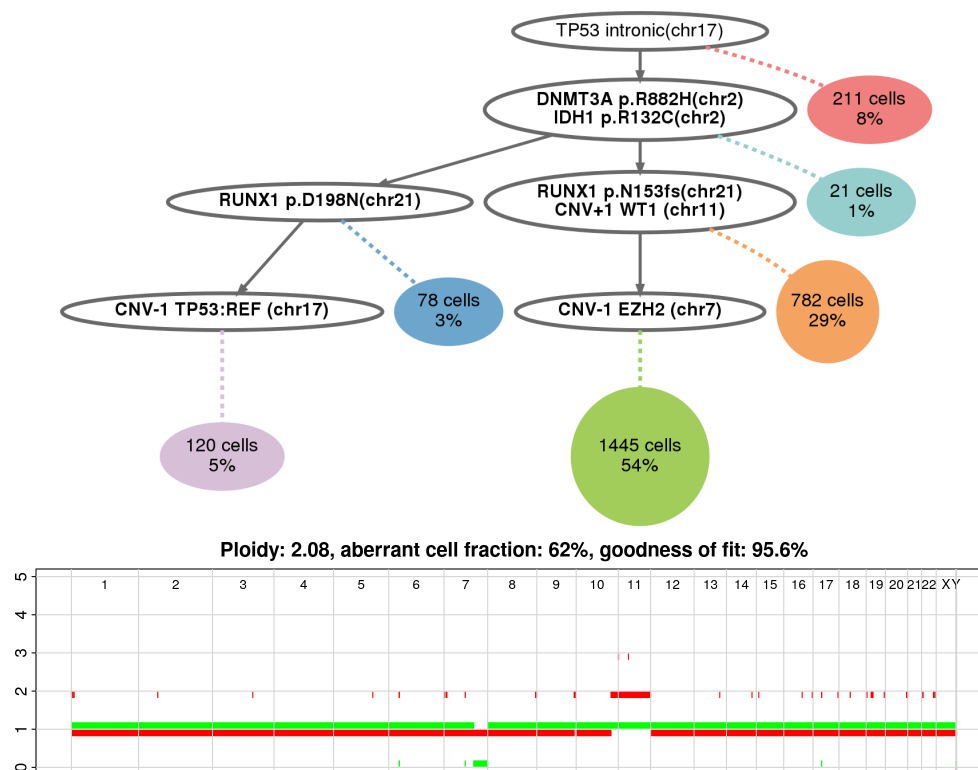 TP53 intronic(chr17)
DNMT3A p.R882H(chr2)
IDH1 p.R132C(chr2)
211 cells
8%
RUNX1 p.D198N(chr21)
RUNX1 p.N153fs(chr21)
CNV+1 WT1 (chr11)
21 cells
1%
CNV-1 TP53:REF (chr17)
78 cells
3%
CNV-1 EZH2 (chr7)
782 cells
29%
120 cells
5%
1445 cells
54%
Ploidy: 2.08, aberrant cell fraction: 62%, goodness of fit: 95.6%
1 2 3 4 5 6 7 8 9 10 11 12 13 14 15 16 17 18 19 20 21 22 XY
5
4
3
2
1
0